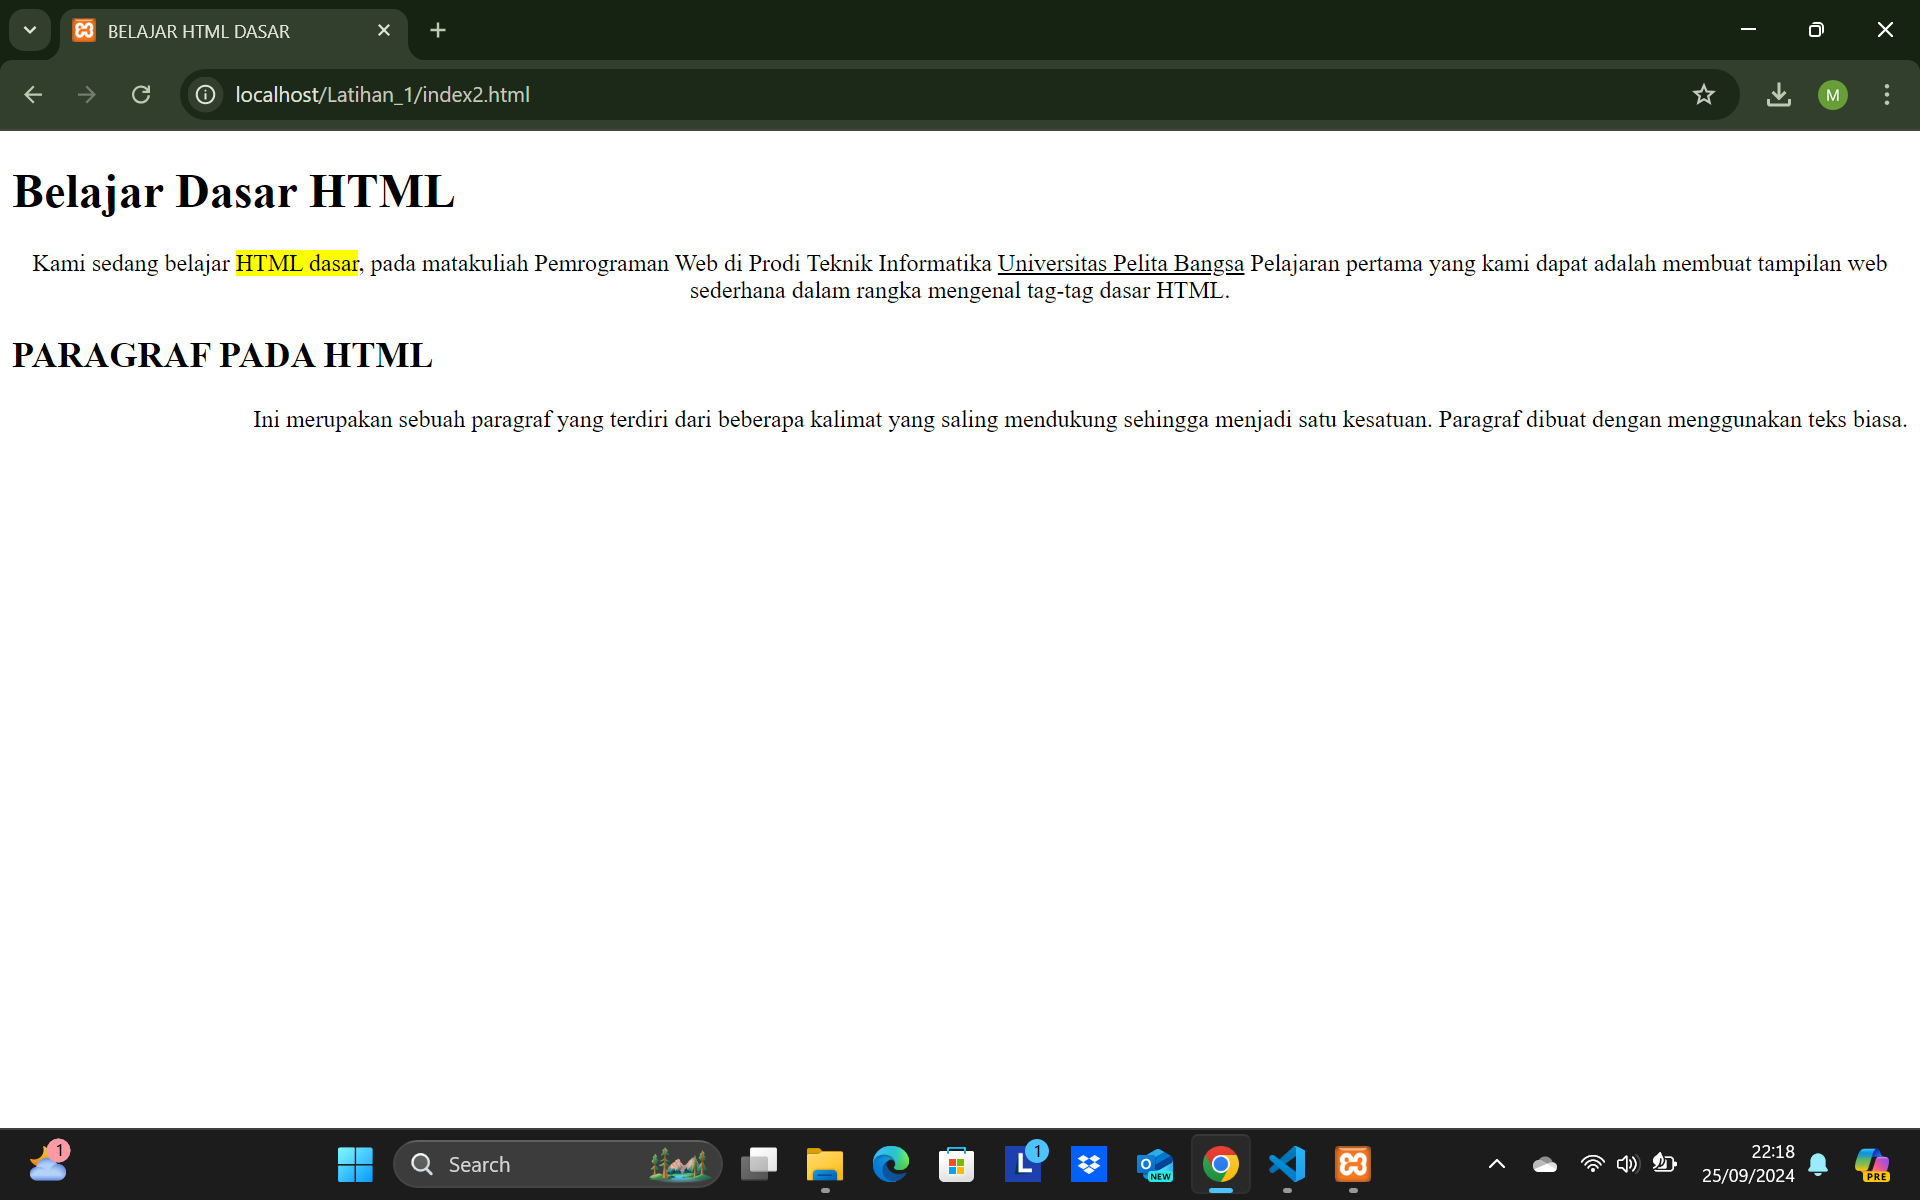 BELAJAR HTML DASAR
localhost/Latihan_1/index2.html
M
Belajar Dasar HTML
Kami sedang belajar HTML dasar, pada matakuliah Pemrograman Web di Prodi Teknik Informatika Universitas Pelita Bangsa Pelajaran pertama yang kami dapat adalah membuat tampilan web
sederhana dalam rangka mengenal tag-tag dasar HTML.
PARAGRAF PADA HTML
Ini merupakan sebuah paragraf yang terdiri dari beberapa kalimat yang saling mendukung sehingga menjadi satu kesatuan. Paragraf dibuat dengan menggunakan teks biasa.
1
Search
L
1
NEW
22:18
25/09/2024
PRE